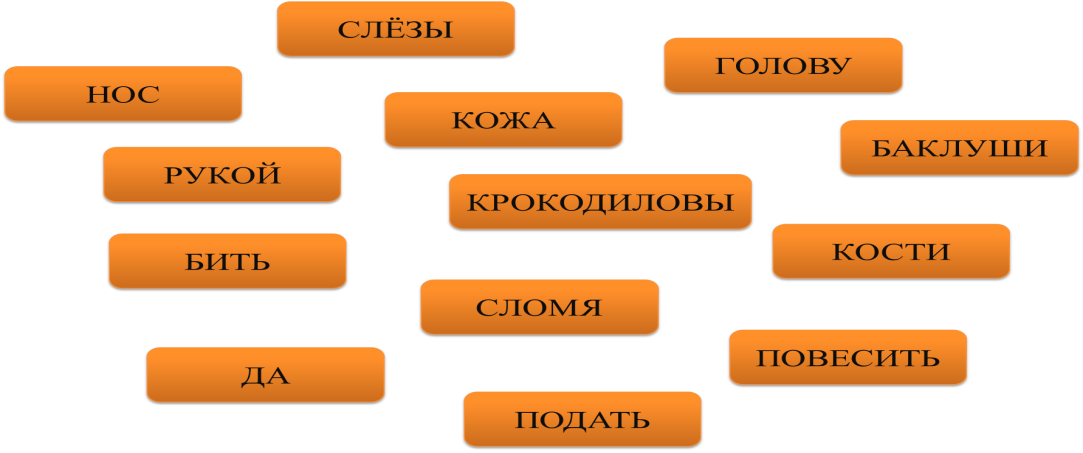 СЛЁЗЫ
ГОЛОВУ
НОС
КОЖА
БАКЛУШИ
РУКОЙ
КРОКОДИЛОВЫ
КОСТИ
БИТЬ
СЛОМЯ
ПОВЕСИТЬ
ДА
ПОДАТЬ